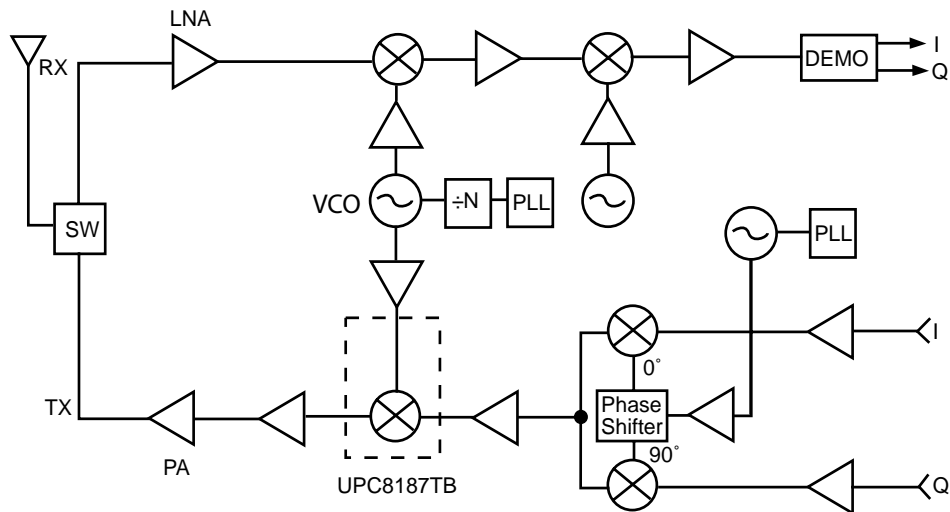 LNA
RX
DEMO
I
Q
VCO
÷N
PLL
SW
PLL
I
0°
TX
Phase
Shifter
PA
90°
UPC8187TB
Q